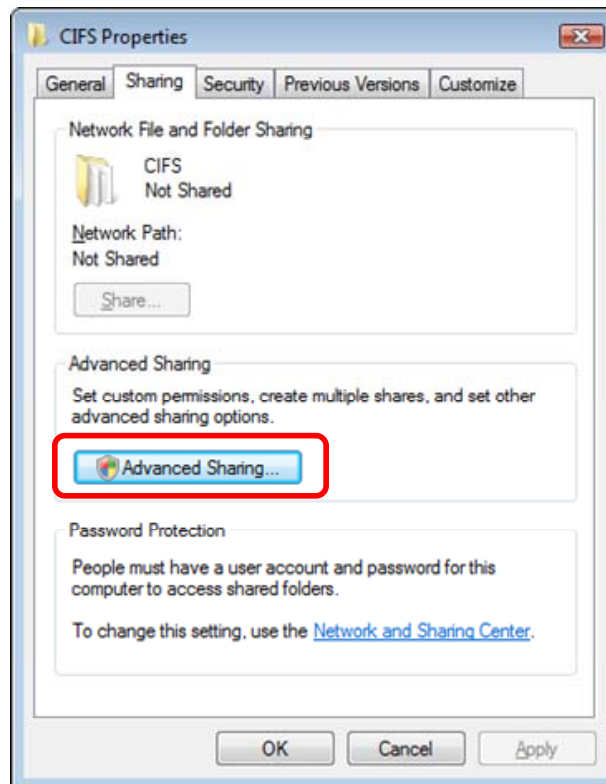 CIFS Properties
General Sharing Security Previous Versions Customize
Network File and Folder Sharing
CIFS
Not Shared
Network Path:
Not Shared
Share...
Advanced Sharing
Set custom permissions, create multiple shares, and set other
advanced sharing options.
Advanced Sharing...
Password Protection
People must have a user account and password for this
computer to access shared folders.
To change this setting, use the Network and Sharing Center.
OK Cancel Apply